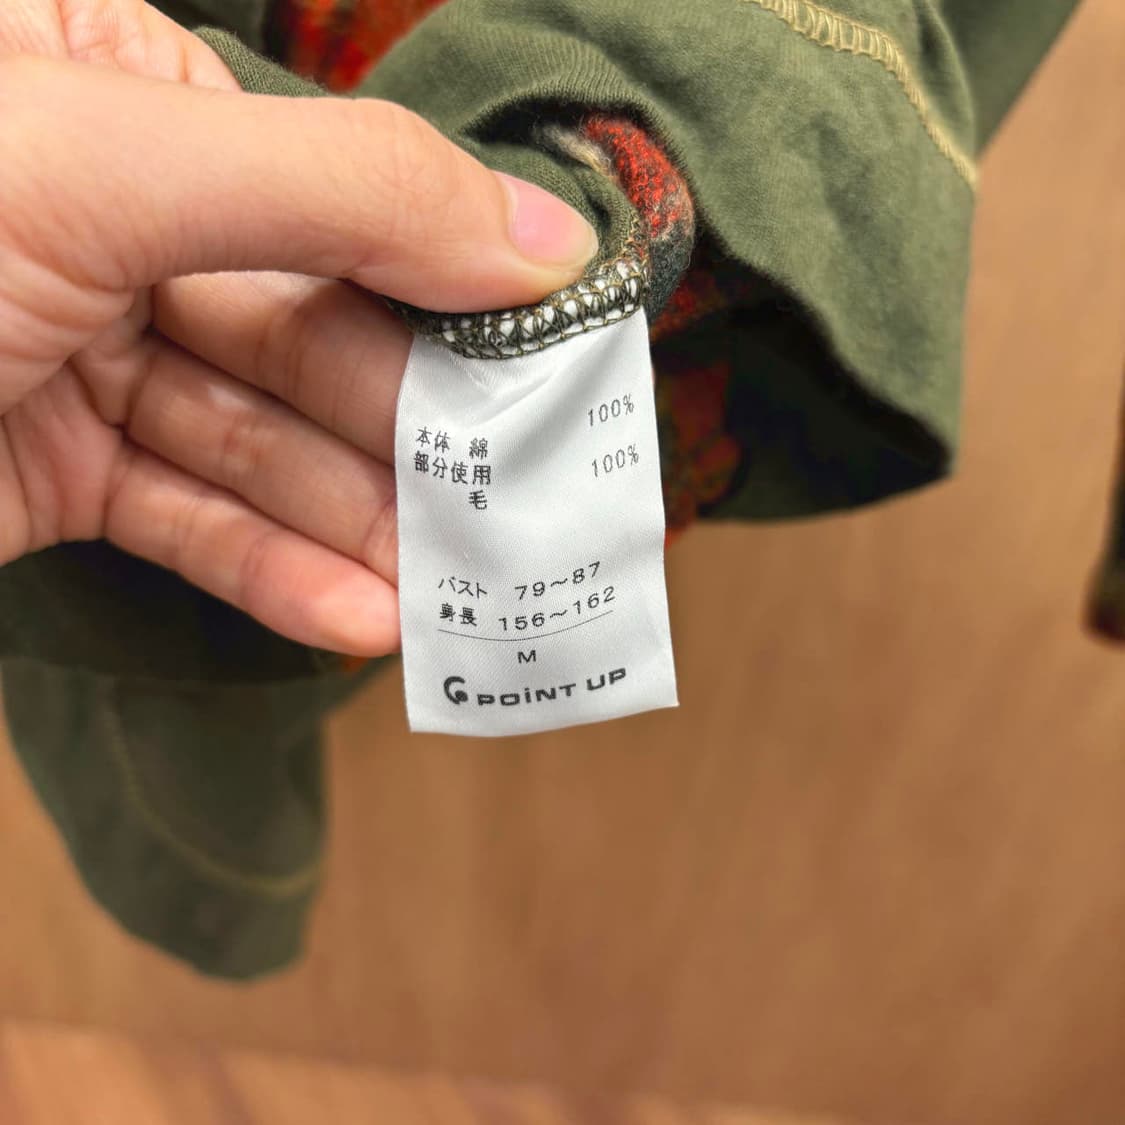 本体 綿 100%
部分使用
毛 100%
バスト 79〜87
身長 156〜162
M
POiNT UP